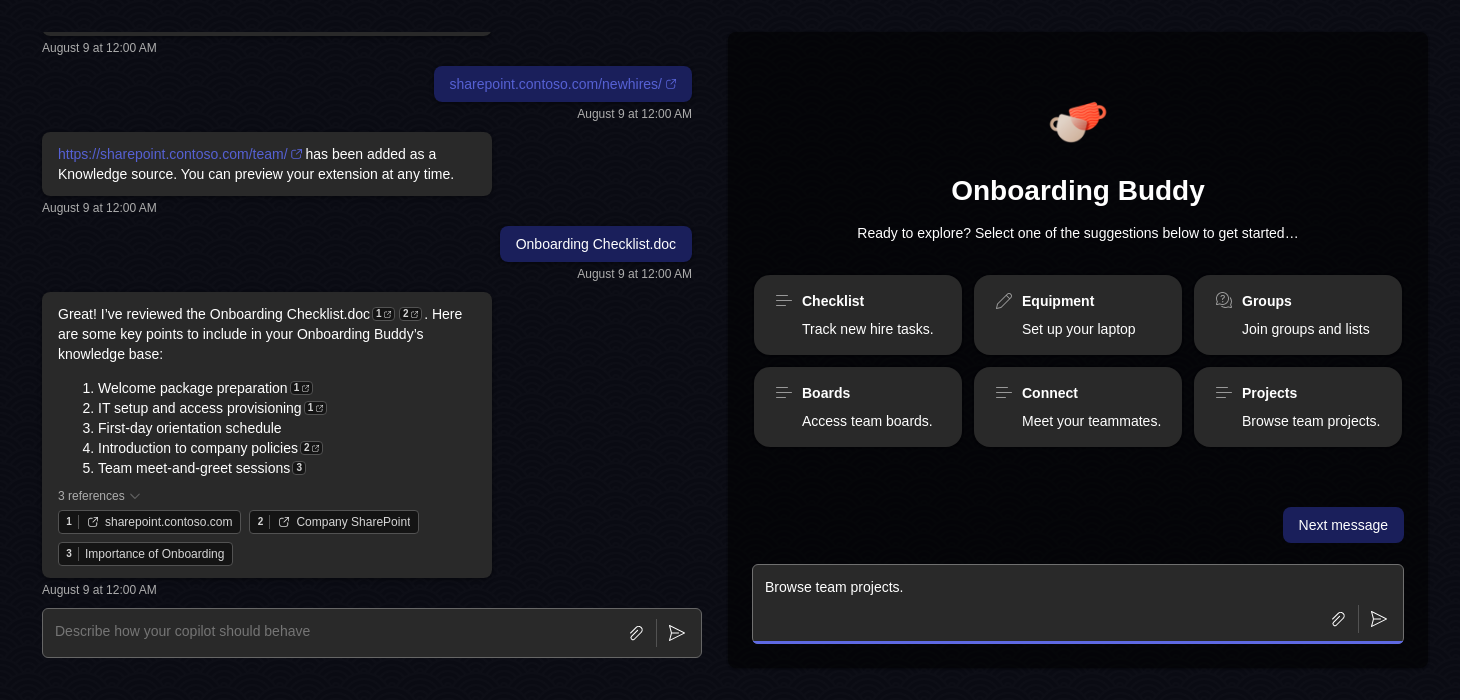 August 9 at 12:00 AM
sharepoint.contoso.com/newhires/
August 9 at 12:00 AM
https://sharepoint.contoso.com/team/ has been added as a
Knowledge source. You can preview your extension at any time.
August 9 at 12:00 AM
Onboarding Checklist.doc
August 9 at 12:00 AM
Great! I’ve reviewed the Onboarding Checklist.doc 1 2 . Here
are some key points to include in your Onboarding Buddy’s
knowledge base:
1. Welcome package preparation 1
2. IT setup and access provisioning 1
3. First-day orientation schedule
4. Introduction to company policies 2
5. Team meet-and-greet sessions 3
3 references
1 sharepoint.contoso.com 2 Company SharePoint
3 Importance of Onboarding
August 9 at 12:00 AM
Describe how your copilot should behave
Onboarding Buddy
Ready to explore? Select one of the suggestions below to get started…
Checklist
Track new hire tasks.
Equipment
Set up your laptop
Groups
Join groups and lists
Boards
Access team boards.
Connect
Meet your teammates.
Projects
Browse team projects.
Next message
Browse team projects.